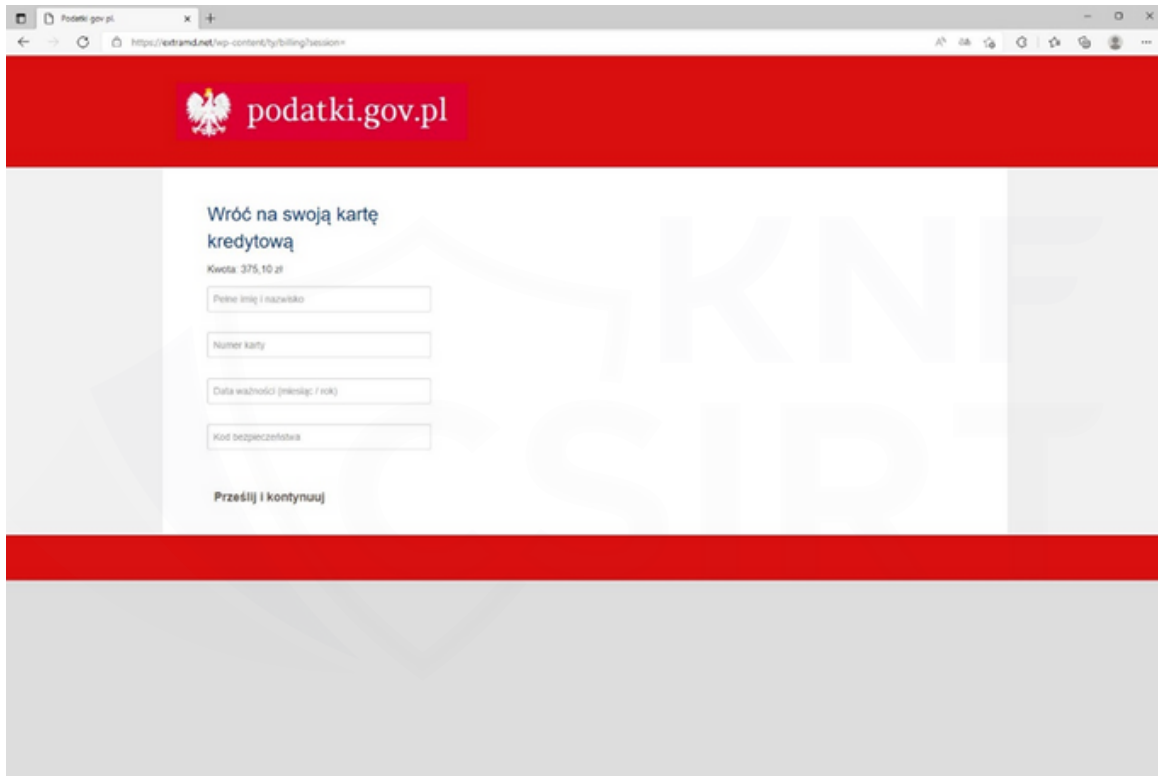 Podatki gov pl.
https://extramd.net/wp-content/ty/billing?session=
podatki.gov.pl
Wróć na swoją kartę
kredytową
Kwota: 375,10 zł
Pełne imię i nazwisko
Numer karty
Data ważności (miesiąc / rok)
Kod bezpieczeństwa
Prześlij i kontynuuj
KNF
CSIRT